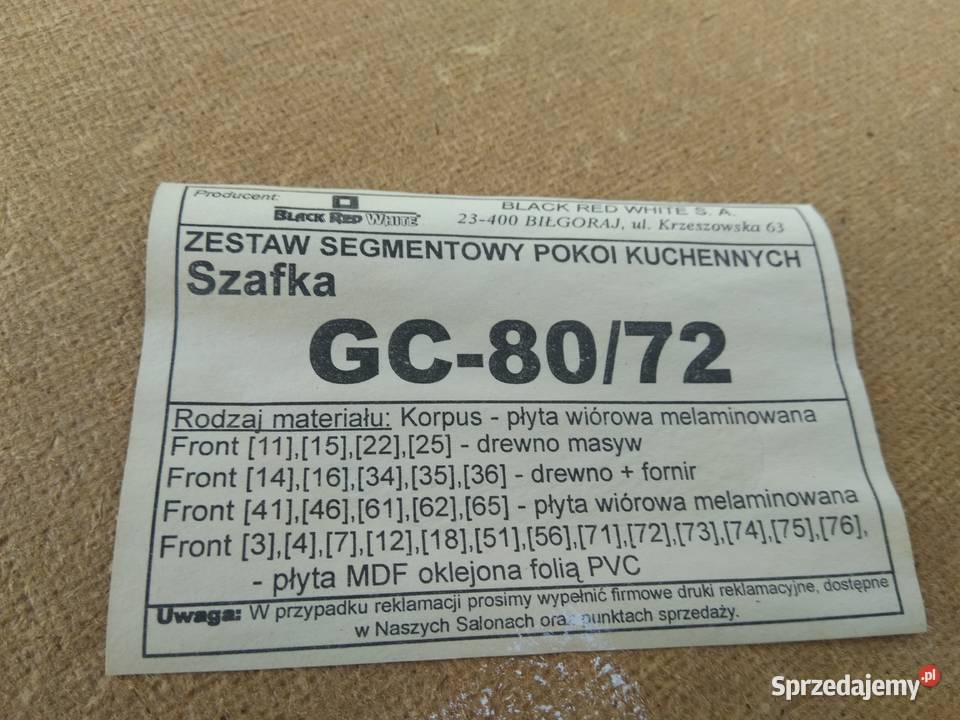 Producent:
BLACK RED WHITE
BLACK RED WHITE S. A.
23-400 BIŁGORAJ, ul. Krzeszowska 63
ZESTAW SEGMENTOWY POKOI KUCHENNYCH
Szafka
GC-80/72
Rodzaj materiału: Korpus - płyta wiórowa melaminowana
Front [11],[15],[22],[25] - drewno masyw
Front [14],[16],[34],[35],[36] - drewno + fornir
Front [41],[46],[61],[62],[65] - płyta wiórowa melaminowana
Front [3],[4],[7],[12],[18],[51],[56],[71],[72],[73],[74],[75],[76],
- płyta MDF oklejona folią PVC
Uwaga: W przypadku reklamacji prosimy wypełnić firmowe druki reklamacyjne, dostępne
w Naszych Salonach oraz punktach sprzedaży.
Sprzedajemy.pl